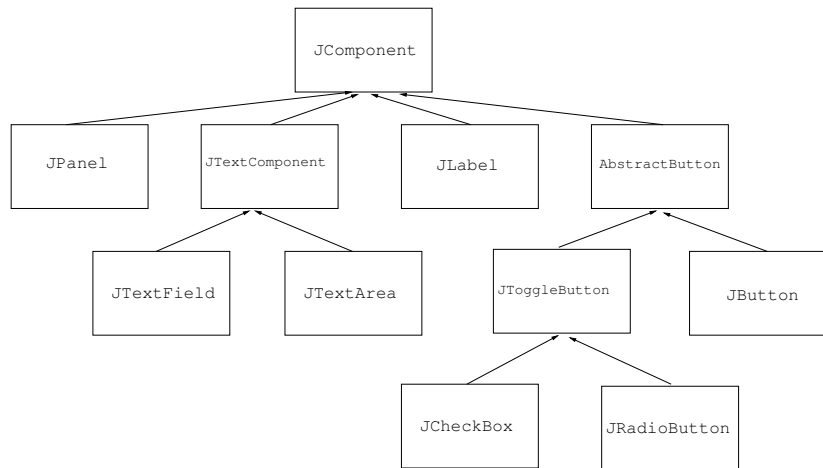 JComponent
JPanel
JTextComponent
JLabel
AbstractButton
JTextField
JTextArea
JToggleButton
JButton
JCheckBox
JRadioButton